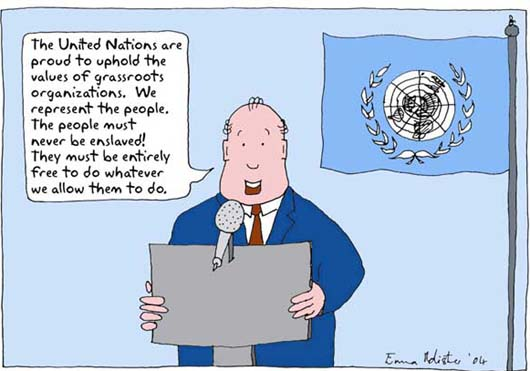 The United Nations are
proud to uphold the
values of grassroots
organizations. We
represent the people.
The people must
never be enslaved!
They must be entirely
free to do whatever
we allow them to do.
Emma Holister '04